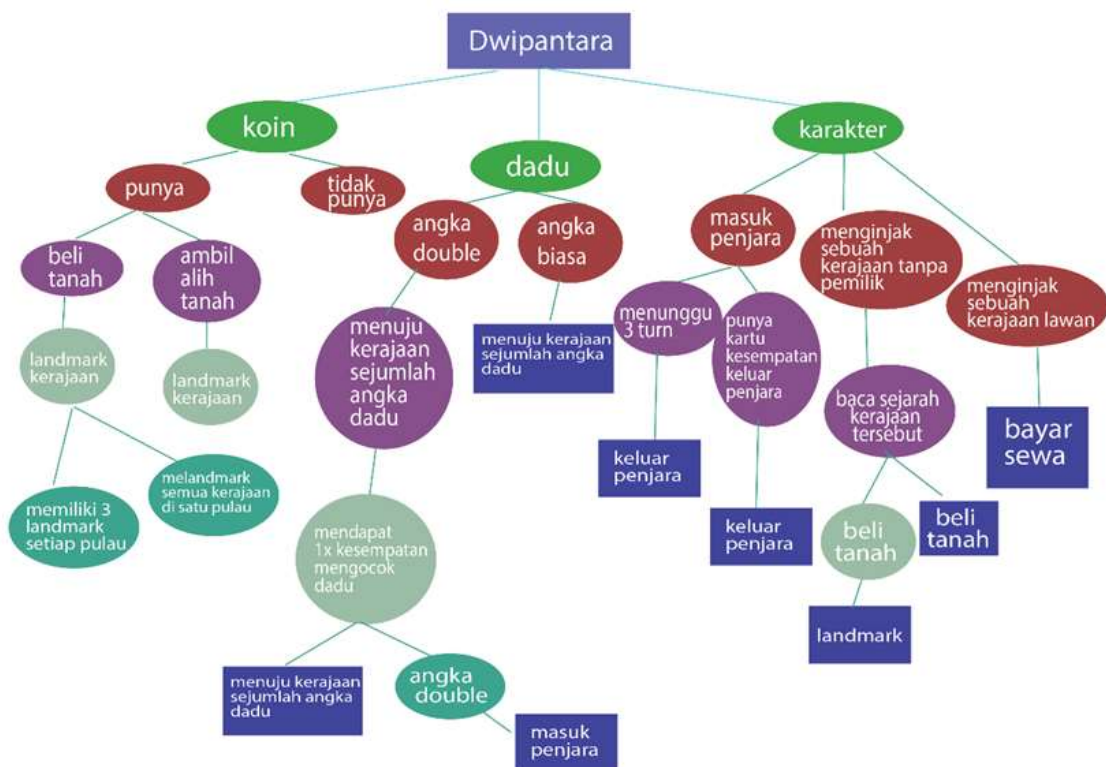 Dwipantara
koin
dadu
karakter
punya
tidak
punya
angka
double
angka
biasa
masuk
penjara
menginjak
sebuah
kerajaan tanpa
pemilik
menginjak
sebuah
kerajaan lawan
beli
tanah
ambil
alih
tanah
menuju
kerajaan
sejumlah
angka
dadu
menuju kerajaan
sejumlah angka
dadu
menunggu
3 turn
punya
kartu
kesempatan
keluar
penjara
baca sejarah
kerajaan
tersebut
bayar
sewa
landmark
kerajaan
landmark
kerajaan
keluar
penjara
keluar
penjara
beli
tanah
beli
tanah
landmark
memiliki 3
landmark
setiap pulau
melandmark
semua kerajaan
di satu pulau
mendapat
1x kesempatan
mengocok
dadu
menuju kerajaan
sejumlah angka
dadu
angka
double
masuk
penjara